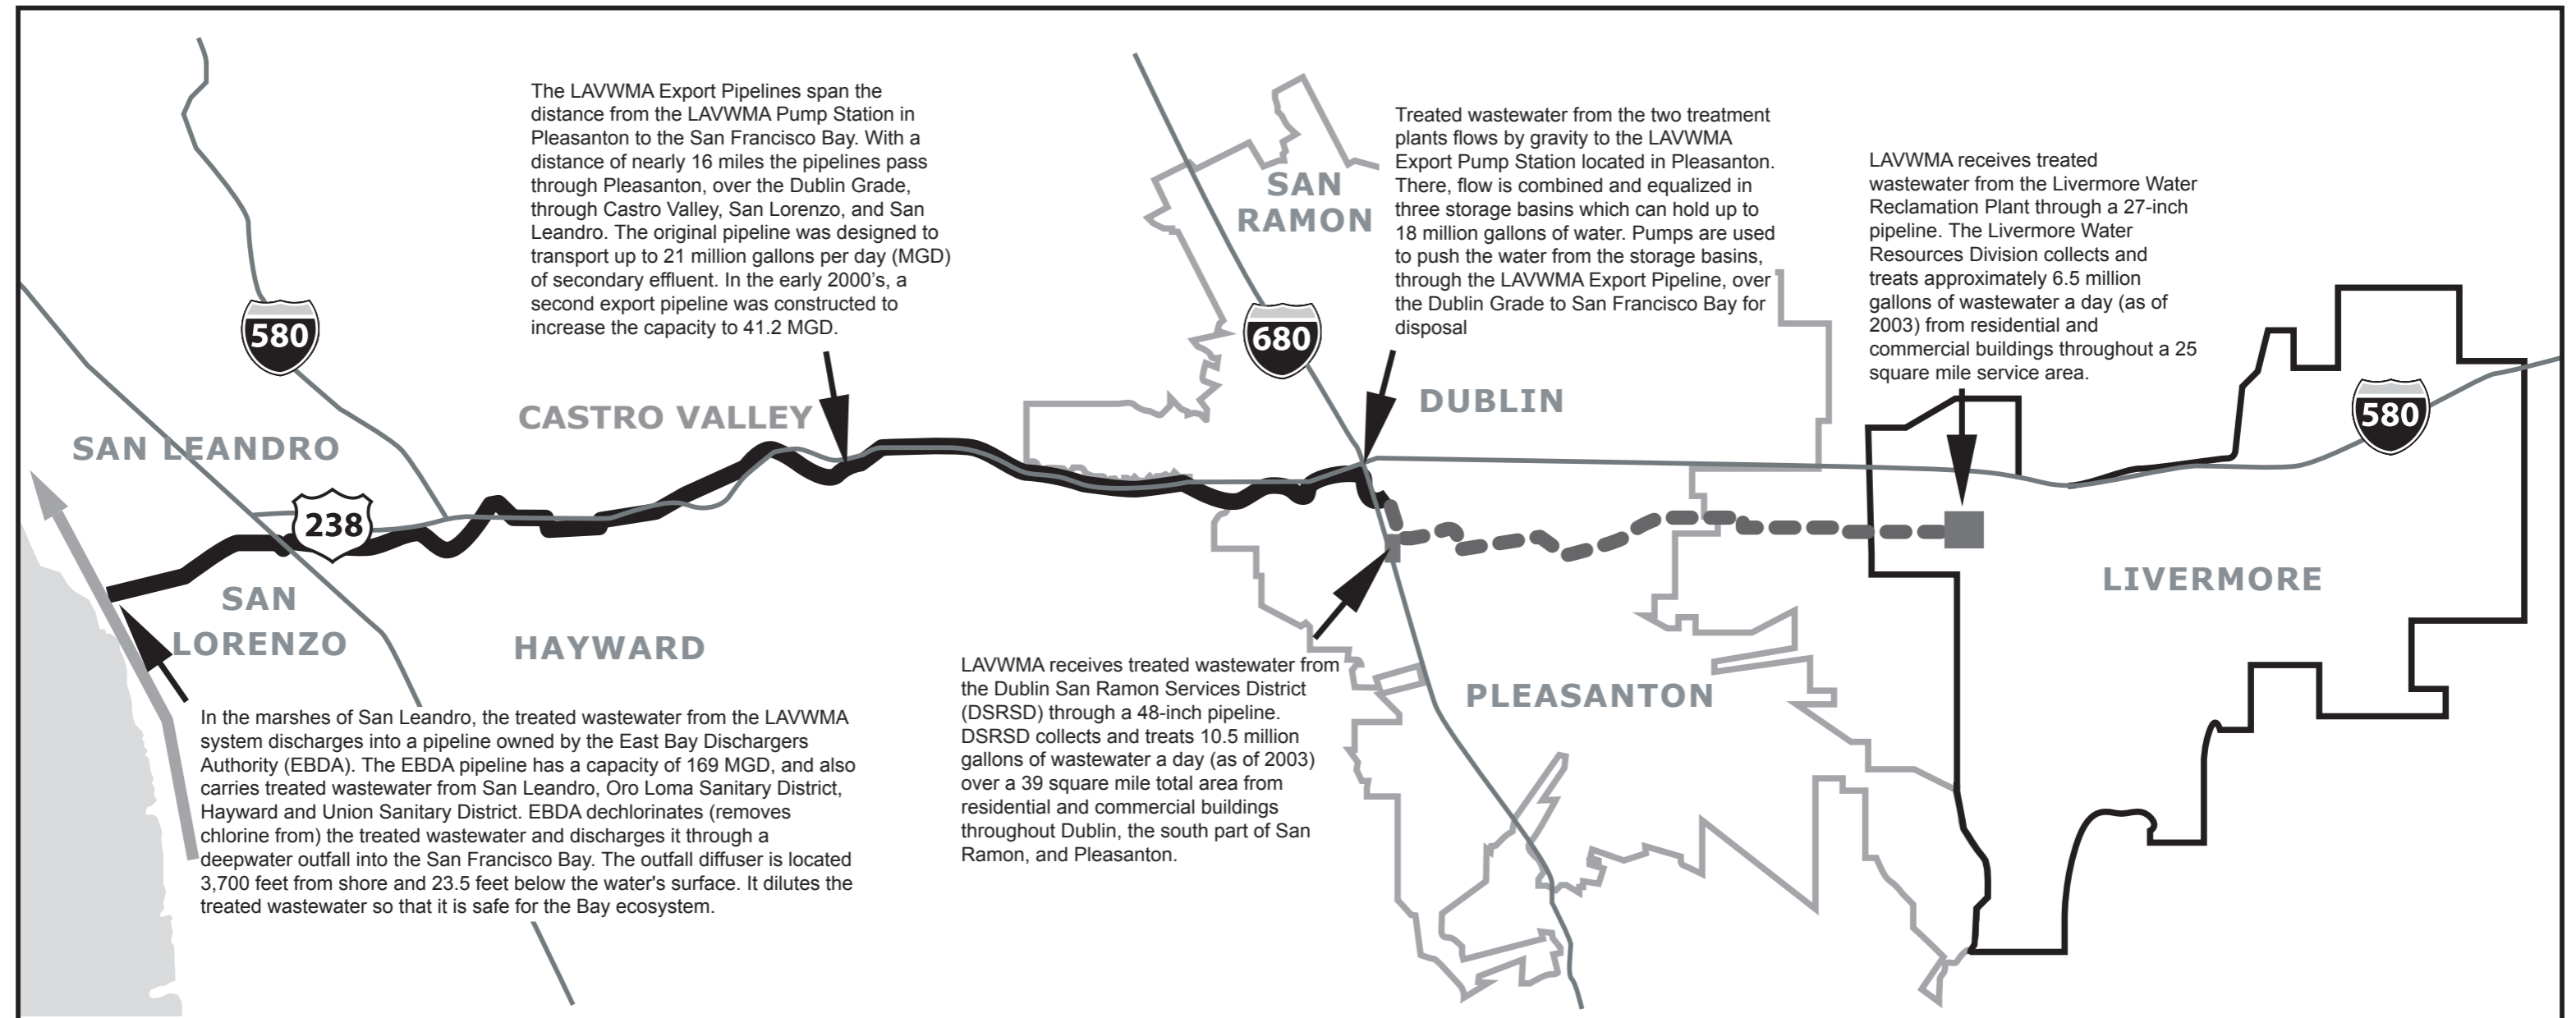 The LAVWMA Export Pipelines span the
distance from the LAVWMA Pump Station in
Pleasanton to the San Francisco Bay. With a
distance of nearly 16 miles the pipelines pass
through Pleasanton, over the Dublin Grade,
through Castro Valley, San Lorenzo, and San
Leandro. The original pipeline was designed to
transport up to 21 million gallons per day (MGD)
of secondary effluent. In the early 2000's, a
second export pipeline was constructed to
increase the capacity to 41.2 MGD.
Treated wastewater from the two treatment
plants flows by gravity to the LAVWMA
Export Pump Station located in Pleasanton.
There, flow is combined and equalized in
three storage basins which can hold up to
18 million gallons of water. Pumps are used
to push the water from the storage basins,
through the LAVWMA Export Pipeline, over
the Dublin Grade to San Francisco Bay for
disposal
LAVWMA receives treated
wastewater from the Livermore Water
Reclamation Plant through a 27-inch
pipeline. The Livermore Water
Resources Division collects and
treats approximately 6.5 million
gallons of wastewater a day (as of
2003) from residential and
commercial buildings throughout a 25
square mile service area.
SAN
RAMON
580
680
580
CASTRO VALLEY
DUBLIN
SAN LEANDRO
238
SAN
LORENZO
HAYWARD
LIVERMORE
PLEASANTON
LAVWMA receives treated wastewater from
the Dublin San Ramon Services District
(DSRSD) through a 48-inch pipeline.
DSRSD collects and treats 10.5 million
gallons of wastewater a day (as of 2003)
over a 39 square mile total area from
residential and commercial buildings
throughout Dublin, the south part of San
Ramon, and Pleasanton.
In the marshes of San Leandro, the treated wastewater from the LAVWMA
system discharges into a pipeline owned by the East Bay Dischargers
Authority (EBDA). The EBDA pipeline has a capacity of 169 MGD, and also
carries treated wastewater from San Leandro, Oro Loma Sanitary District,
Hayward and Union Sanitary District. EBDA dechlorinates (removes
chlorine from) the treated wastewater and discharges it through a
deepwater outfall into the San Francisco Bay. The outfall diffuser is located
3,700 feet from shore and 23.5 feet below the water's surface. It dilutes the
treated wastewater so that it is safe for the Bay ecosystem.